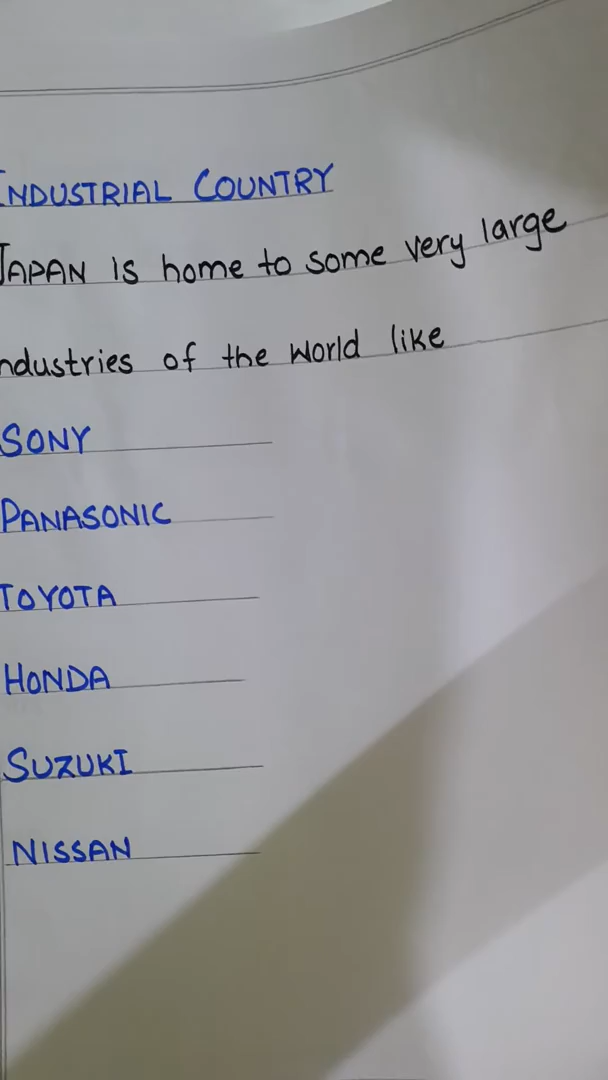 INDUSTRIAL COUNTRY
JAPAN IS home to some very large
ndustries of the world like
SONY
PANASONIC
TOYOTA
HONDA
SUZUKI
NISSAN